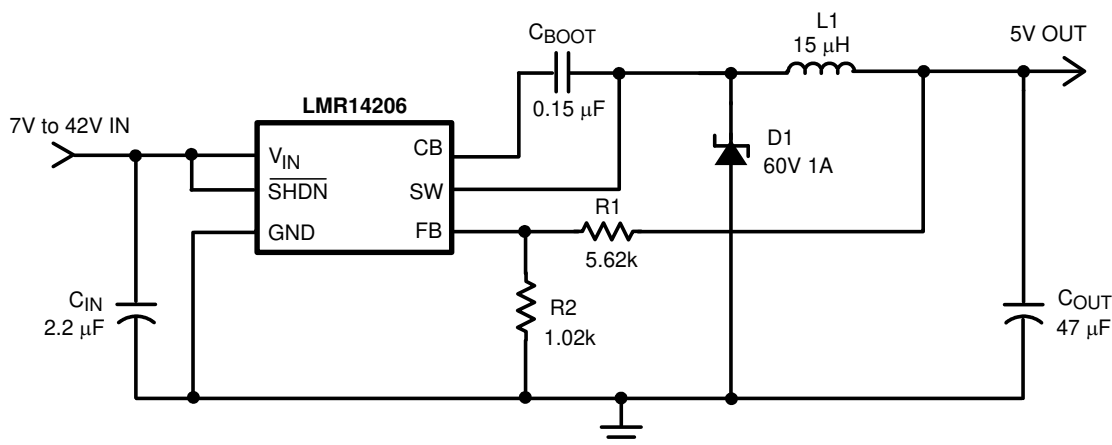 C_BOOT
0.15 μF
L1
15 μH
5V OUT
LMR14206
7V to 42V IN
V_IN
SHDN
GND
CB
SW
FB
D1
60V 1A
R1
5.62k
R2
1.02k
C_IN
2.2 μF
C_OUT
47 μF